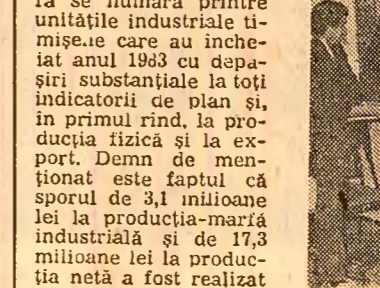 ra se numără printre
unitățile industriale ti-
mișene care au înche-
iat anul 1983 cu depă-
șiri substanțiale la toți
indicatorii de plan și,
în primul rînd, la pro-
ducția fizică și la ex-
port. Demn de men-
ționat este faptul că
sporul de 3,1 milioane
lei la producția-marfă
industrială și de 17,3
milioane lei la produc-
ția netă a fost realizat